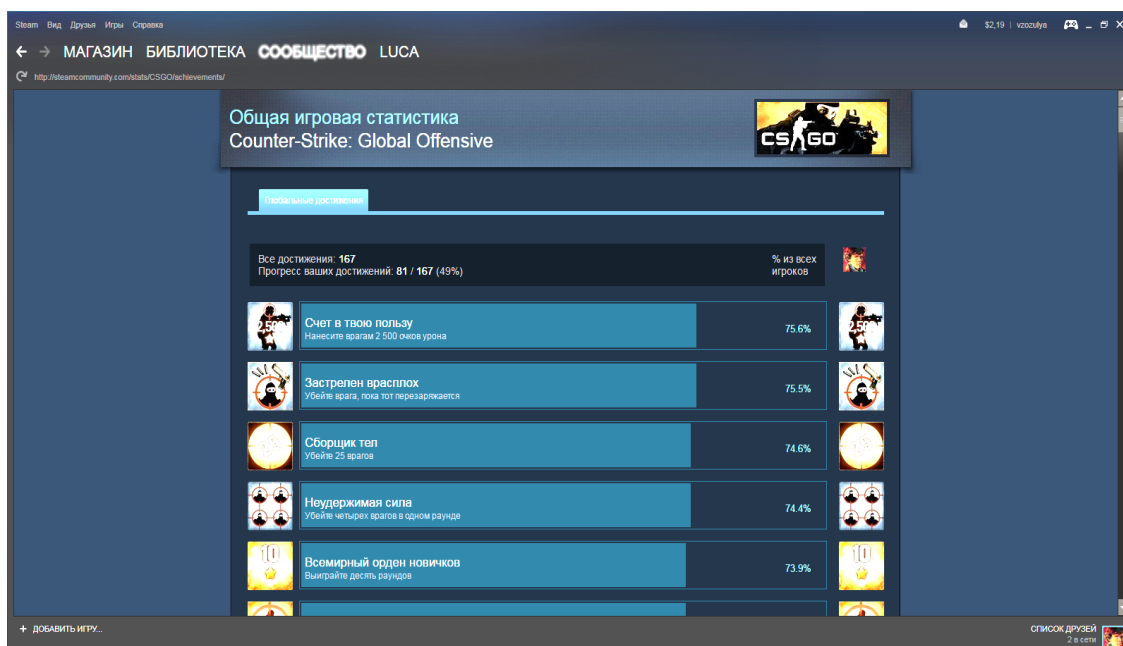 Steam Вид Друзья Игры Справка
$2,19 | vzozulya
МАГАЗИН БИБЛИОТЕКА СООБЩЕСТВО LUCA
http://steamcommunity.com/stats/CSGO/achievements/
Общая игровая статистика
Counter-Strike: Global Offensive
CS GO
Глобальные достижения
Все достижения: 167
Прогресс ваших достижений: 81 / 167 (49%)
% из всех
игроков
Счет в твою пользу
Нанесите врагам 2 500 очков урона
75.6%
Застрелен врасплох
Убейте врага, пока тот перезаряжается
75.5%
Сборщик тел
Убейте 25 врагов
74.6%
Неудержимая сила
Убейте четырех врагов в одном раунде
74.4%
10
Всемирный орден новичков
Выиграйте десять раундов
73.9%
10
+ ДОБАВИТЬ ИГРУ...
СПИСОК ДРУЗЕЙ
2 в сети